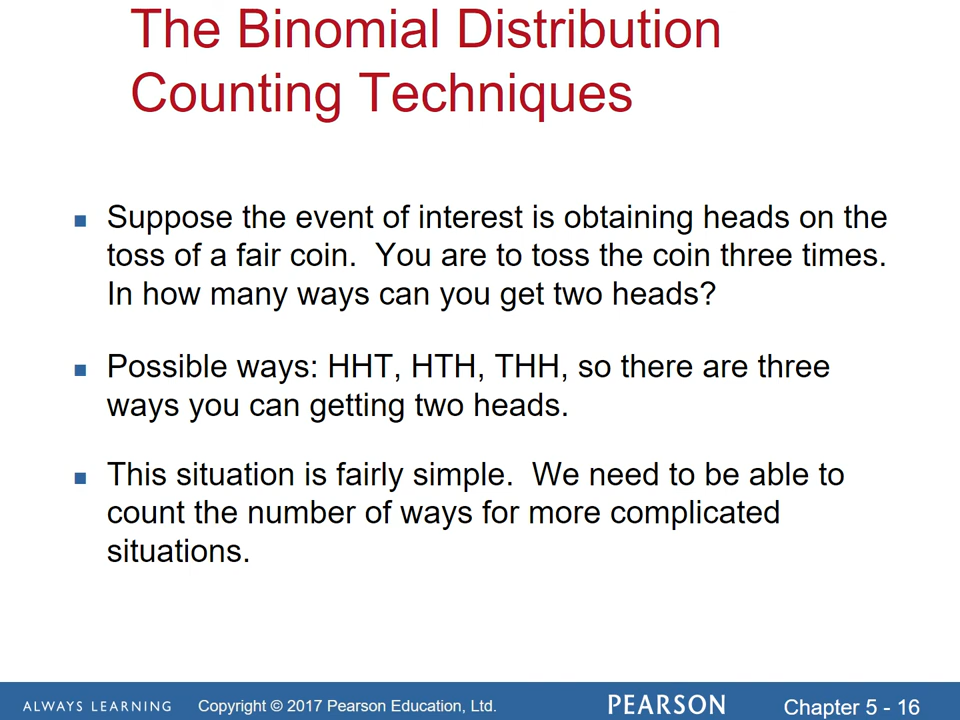 The Binomial Distribution
Counting Techniques
Suppose the event of interest is obtaining heads on the
toss of a fair coin.  You are to toss the coin three times.
In how many ways can you get two heads?
Possible ways: HHT, HTH, THH, so there are three
ways you can getting two heads.
This situation is fairly simple.  We need to be able to
count the number of ways for more complicated
situations.
ALWAYS LEARNING Copyright © 2017 Pearson Education, Ltd. PEARSON Chapter 5 - 16